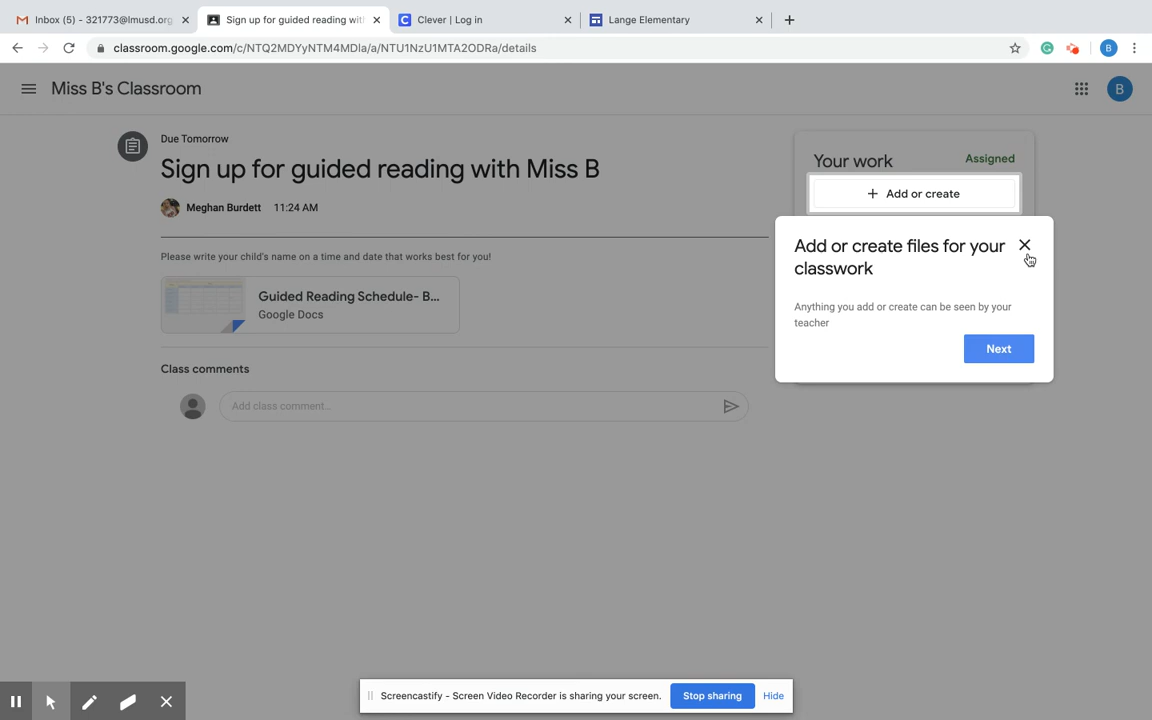 Inbox (5) - 321773@lmusd.org
Sign up for guided reading wit
Clever | Log in
Lange Elementary
classroom.google.com/c/NTQ2MDYyNTM4MDIa/a/NTU1NzU1MTA2ODRa/details
B
Miss B's Classroom
B
Due Tomorrow
Sign up for guided reading with Miss B
Meghan Burdett 11:24 AM
Please write your child's name on a time and date that works best for you!
Guided Reading Schedule- B...
Google Docs
Class comments
Add class comment...
Your work
Assigned
+ Add or create
Add or create files for your
classwork
Anything you add or create can be seen by your
teacher
Next
Screencastify - Screen Video Recorder is sharing your screen.
Stop sharing
Hide